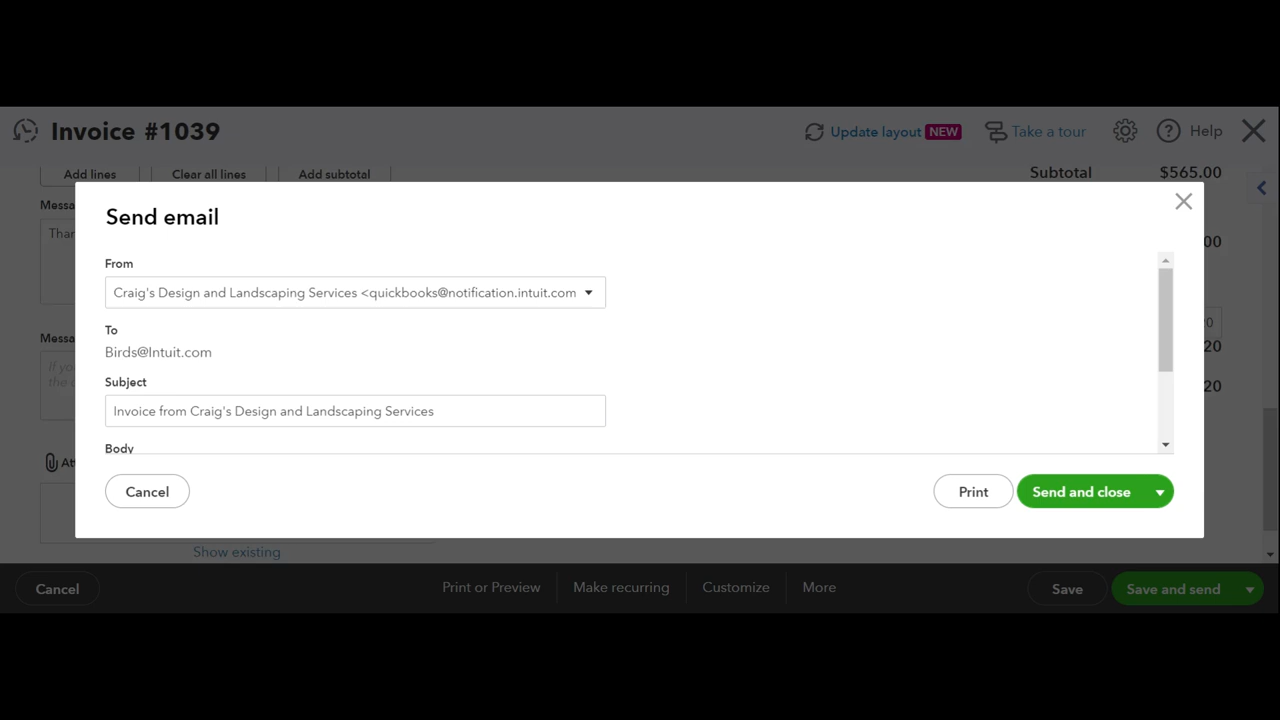 Invoice #1039
Update layout NEW
Take a tour
Help
Add lines
Clear all lines
Add subtotal
Subtotal
$565.00
Send email
From
Craig's Design and Landscaping Services <quickbooks@notification.intuit.com
To
Birds@Intuit.com
Subject
Invoice from Craig's Design and Landscaping Services
Body
Cancel
Print
Send and close
Show existing
Cancel
Print or Preview
Make recurring
Customize
More
Save
Save and send